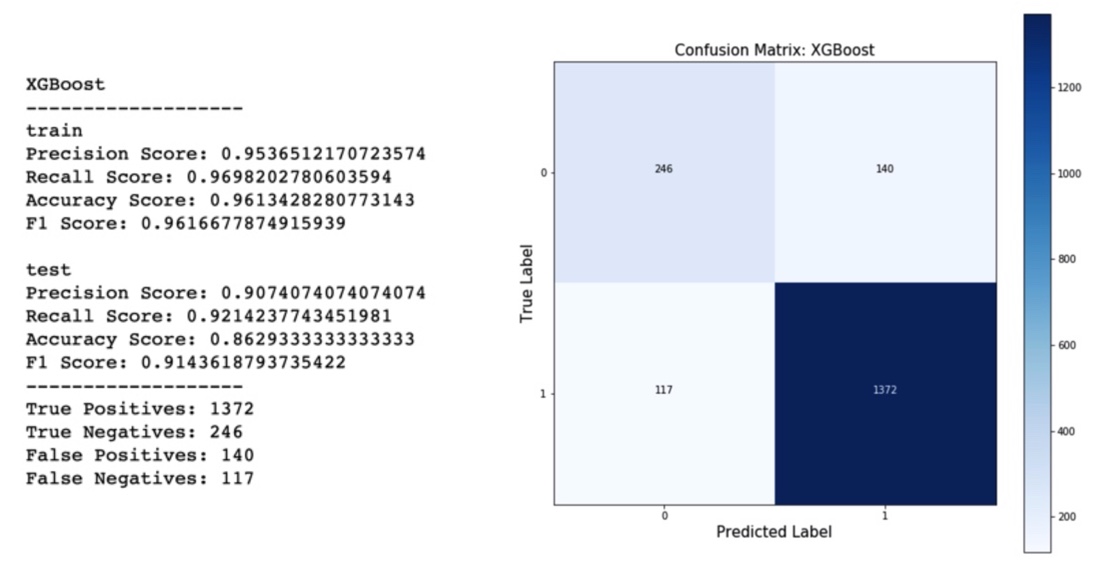 XGBoost
-------------------
train
Precision Score: 0.9536512170723574
Recall Score: 0.9698202780603594
Accuracy Score: 0.9613428280773143
F1 Score: 0.9616677874915939
test
Precision Score: 0.9074074074074074
Recall Score: 0.9214237743451981
Accuracy Score: 0.8629333333333333
F1 Score: 0.9143618793735422
-------------------
True Positives: 1372
True Negatives: 246
False Positives: 140
False Negatives: 117
Confusion Matrix: XGBoost
True Label
0
246
140
1
117
1372
0
1
Predicted Label
1200
1000
800
600
400
200